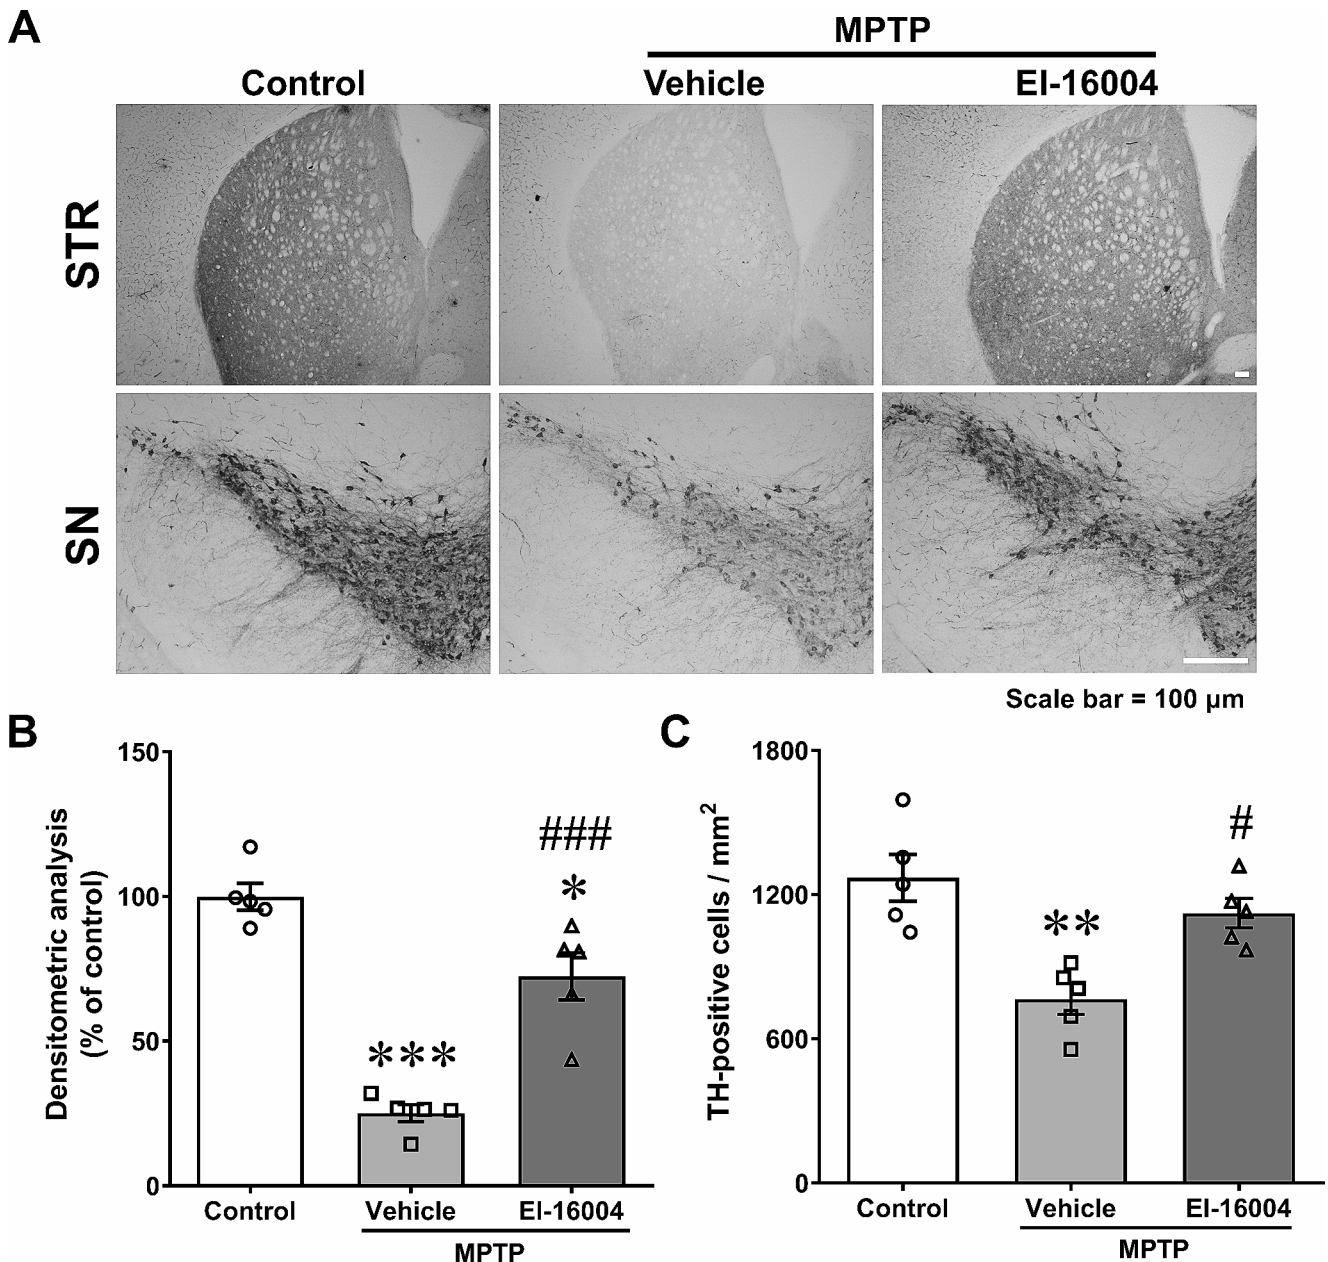 A
MPTP
Control
Vehicle
EI-16004
STR
SN
Scale bar = 100 µm
B
Densitometric analysis
(% of control)
150
100
50
0
***
###
*
Control
Vehicle
EI-16004
MPTP
C
TH-positive cells / mm²
1800
1200
600
0
**
#
Control
Vehicle
EI-16004
MPTP